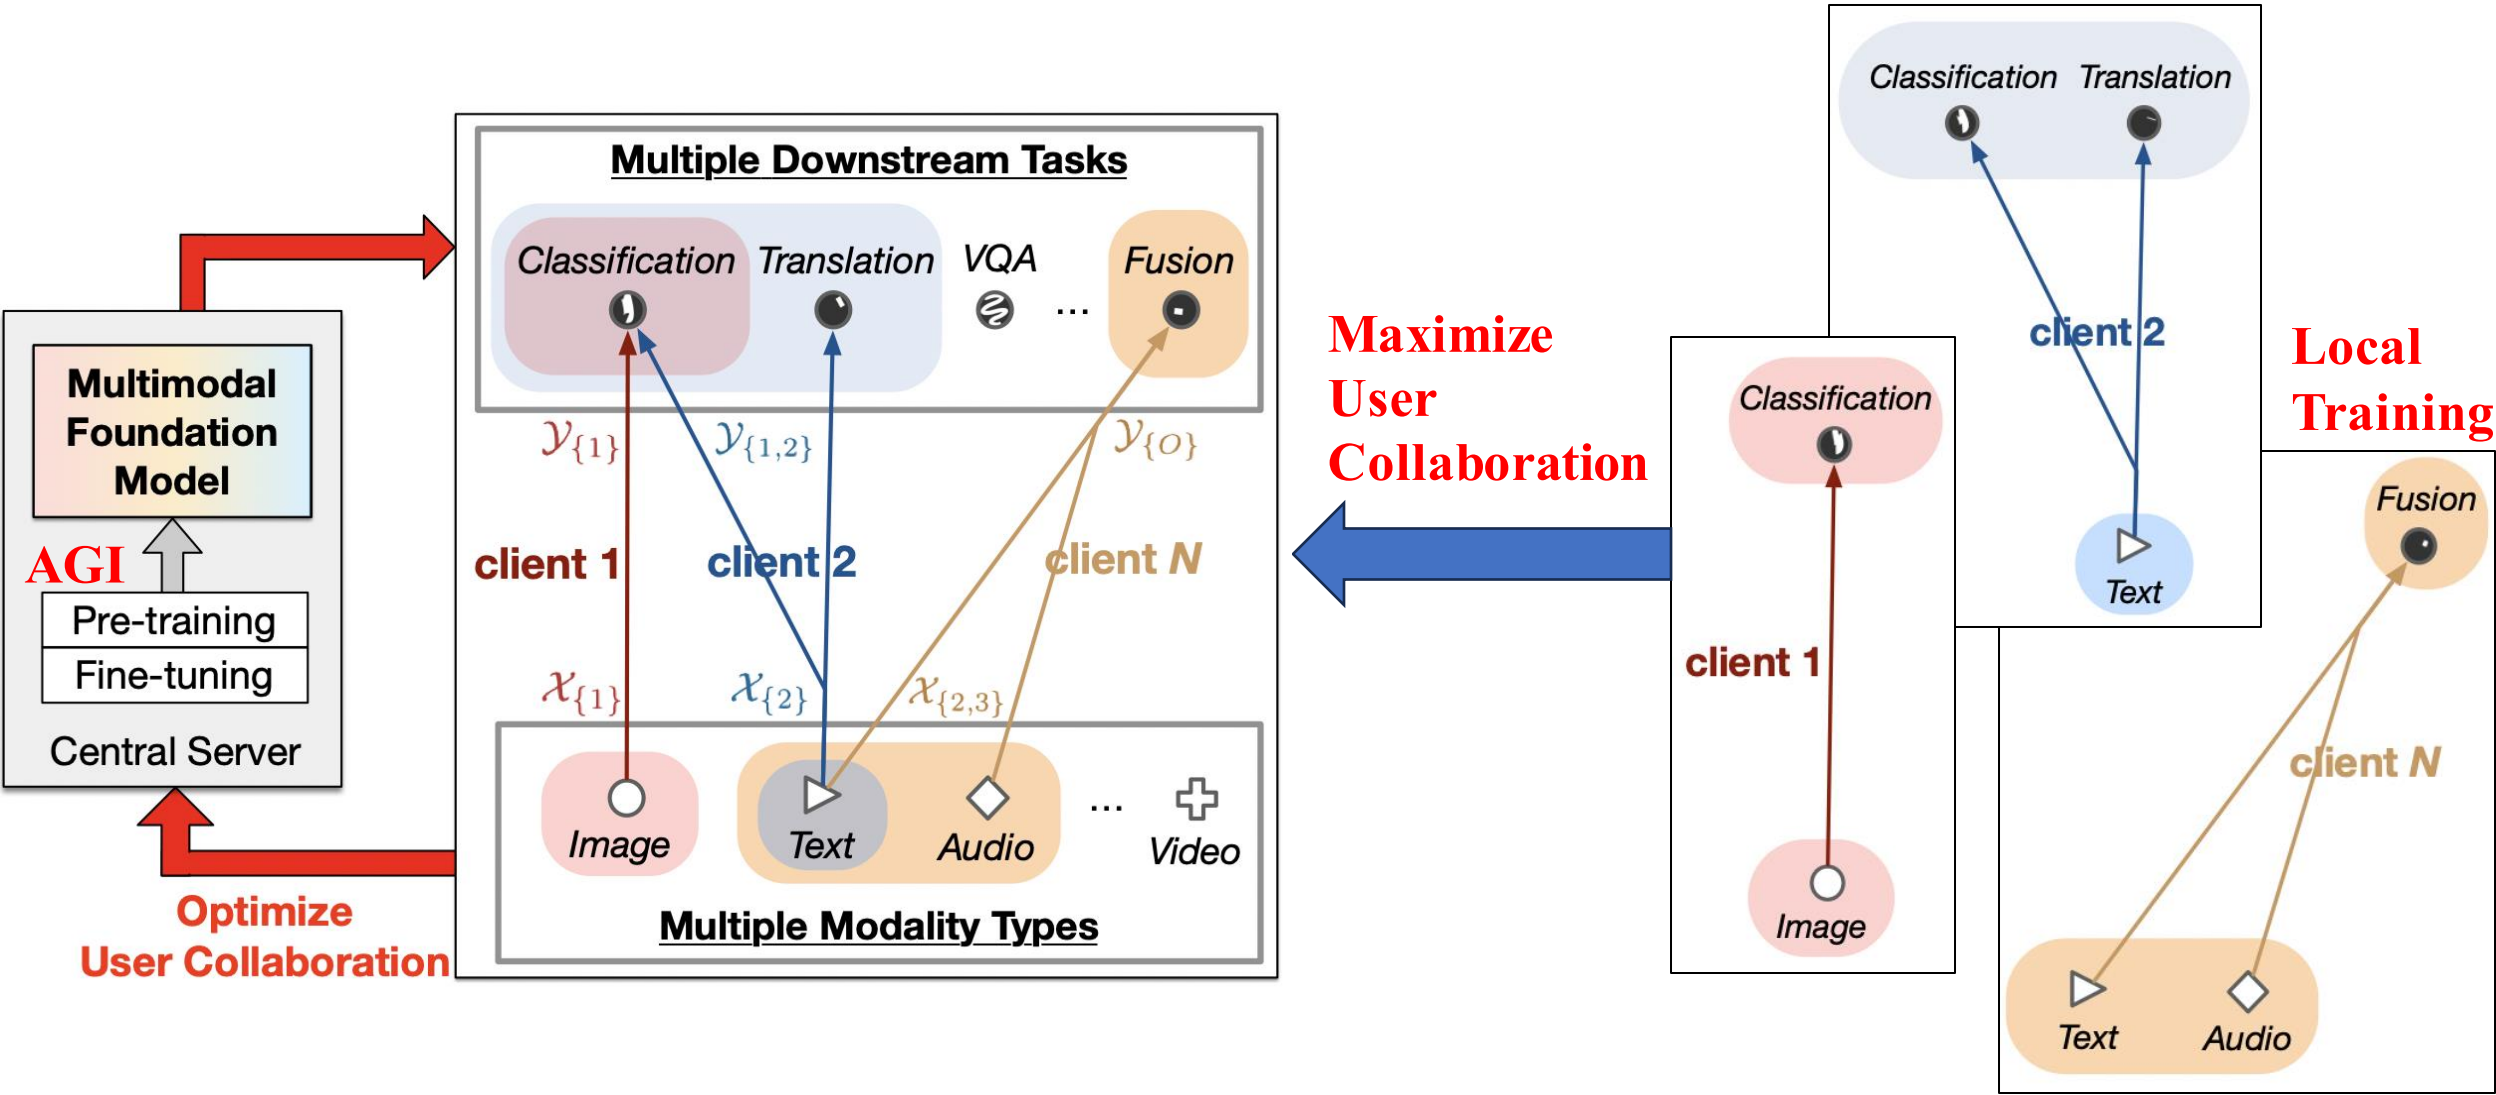 Multimodal
Foundation
Model
AGI
Pre-training
Fine-tuning
Central Server
Optimize
User Collaboration
Multiple Downstream Tasks
Classification Translation VQA ... Fusion
𝒴{1} 𝒴{1,2} 𝒴{O}
client 1 client 2 client N
𝒳{1} 𝒳{2} 𝒳{2,3}
Image Text Audio ... Video
Multiple Modality Types
Maximize
User
Collaboration
Classification
client 1
Image
Classification Translation
client 2
Text
Local
Training
Fusion
client N
Text Audio